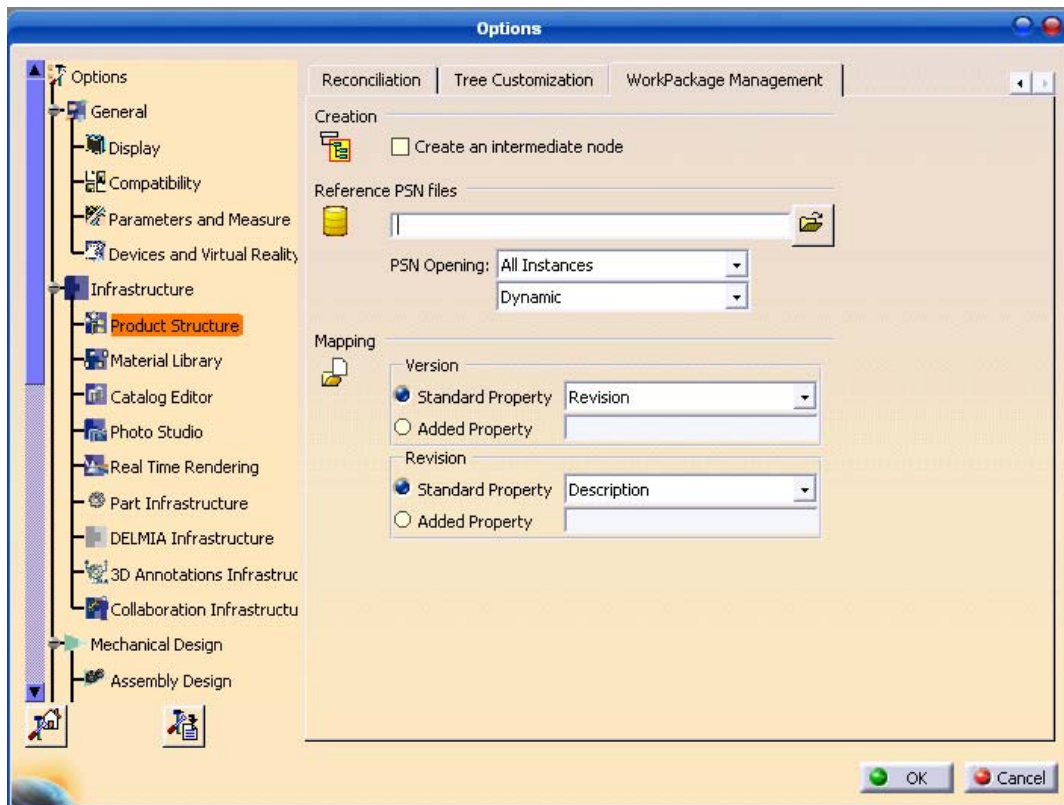 Options
Options
General
Display
Compatibility
Parameters and Measure
Devices and Virtual Reality
Infrastructure
Product Structure
Material Library
Catalog Editor
Photo Studio
Real Time Rendering
Part Infrastructure
DELMIA Infrastructure
3D Annotations Infrastruc
Collaboration Infrastructu
Mechanical Design
Assembly Design
Reconciliation Tree Customization WorkPackage Management
Creation
Create an intermediate node
Reference PSN files
PSN Opening: All Instances
Dynamic
Mapping
Version
Standard Property Revision
Added Property
Revision
Standard Property Description
Added Property
OK Cancel